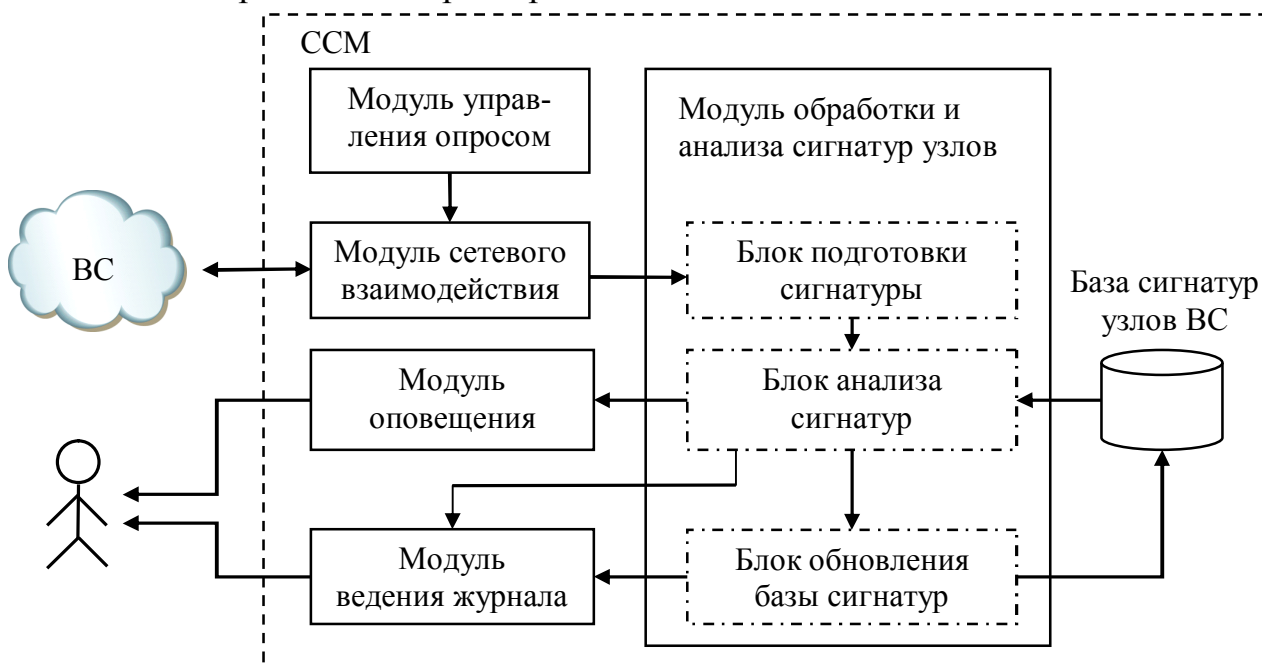 ССМ
Модуль управ-
ления опросом
Модуль обработки и
анализа сигнатур узлов
ВС
Модуль сетевого
взаимодействия
Блок подготовки
сигнатуры
База сигнатур
узлов ВС
Модуль
оповещения
Блок анализа
сигнатур
Модуль
ведения журнала
Блок обновления
базы сигнатур